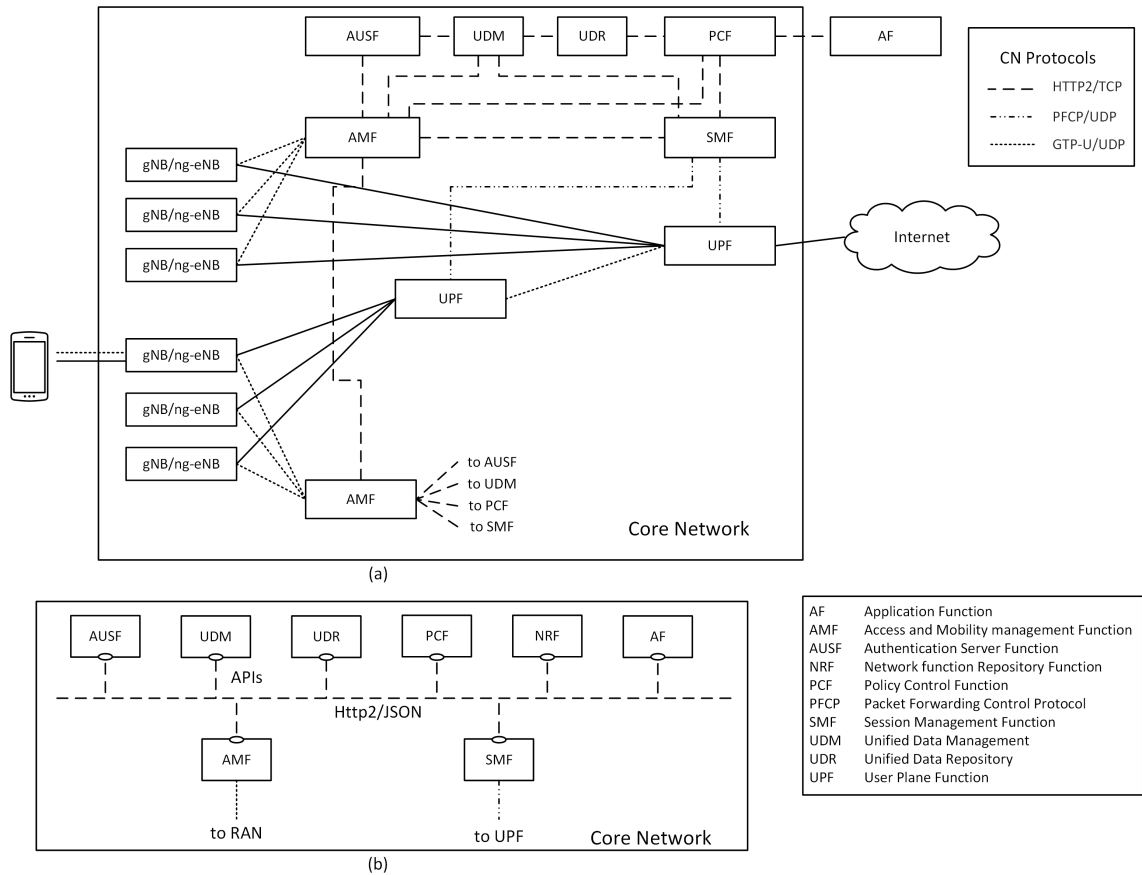 AUSF
UDM
UDR
PCF
AF
CN Protocols
HTTP2/TCP
PFCP/UDP
GTP-U/UDP
AMF
SMF
gNB/ng-eNB
gNB/ng-eNB
gNB/ng-eNB
UPF
Internet
UPF
gNB/ng-eNB
gNB/ng-eNB
gNB/ng-eNB
AMF
to AUSF
to UDM
to PCF
to SMF
Core Network
(a)
AUSF
UDM
UDR
PCF
NRF
AF
APIs
Http2/JSON
AMF
SMF
to RAN
to UPF
Core Network
(b)
AF Application Function
AMF Access and Mobility management Function
AUSF Authentication Server Function
NRF Network function Repository Function
PCF Policy Control Function
PFCP Packet Forwarding Control Protocol
SMF Session Management Function
UDM Unified Data Management
UDR Unified Data Repository
UPF User Plane Function